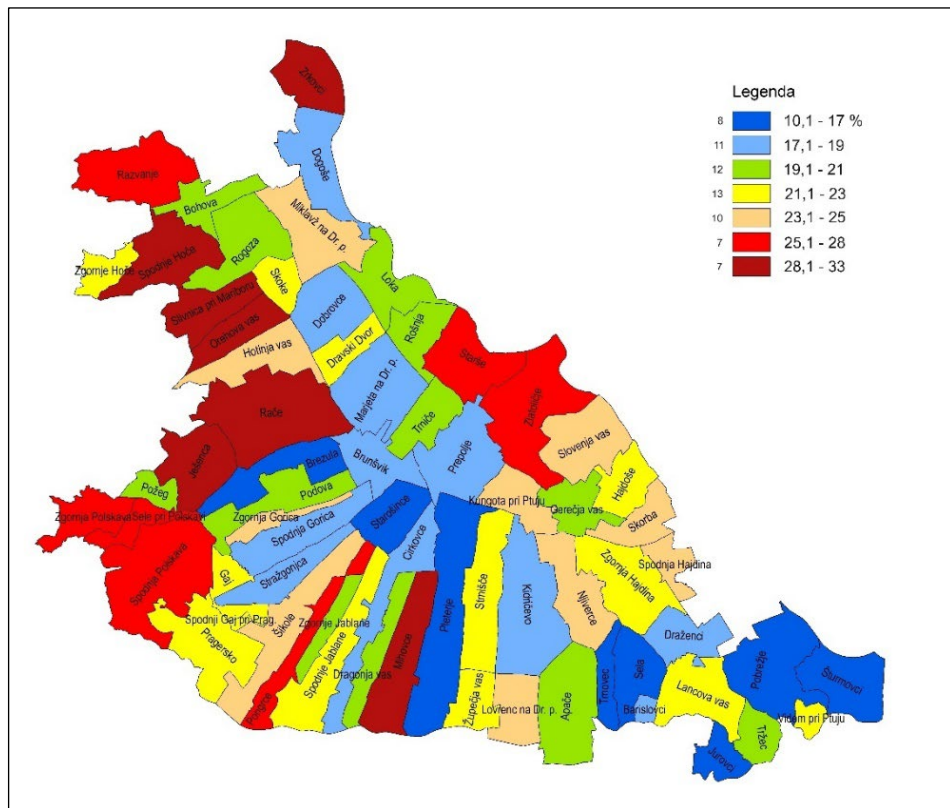 Legenda
8 10,1 - 17 %
11 17,1 - 19
12 19,1 - 21
13 21,1 - 23
10 23,1 - 25
7 25,1 - 28
7 28,1 - 33
Zrkovci
Dogoše
Razvanje
Bohova
Miklavž na Dr. p.
Rogoza
Spodnje Hoče
Zgornje Hoče
Skoke
Loka
Slivnica pri Mariboru
Dobrovce
Orehova vas
Rošnja
Dravski Dvor
Hotinja vas
Starše
Marjeta na Dr. p.
Zlatoličje
Rače
Trniče
Slovenja vas
Brunšvik
Prepolje
Ješenca
Brezula
Hajdoše
Požeg
Podova
Kungota pri Ptuju
Gerečja vas
Zgornja Gorica
Starošince
Skorba
Zgornja Polskava
Sele pri Polskavi
Spodnja Gorica
Cirkovce
Spodnja Hajdina
Zgornja Hajdina
Stražgonjca
Gaj
Spodnja Polskava
Pleterje
Strnišče
Kidričevo
Njiverce
Spodnji Gaj pri Prag.
Šikole
Zgornje Jablane
Pragersko
Spodnje Jablane
Dragonja vas
Mihovce
Draženci
Sela
Trnovec
Pobrežje
Šturmovci
Lancova vas
Pongrce
Župečja vas
Lovrenc na Dr. p.
Apače
Barislovci
Videm pri Ptuju
Tržec
Jurovci